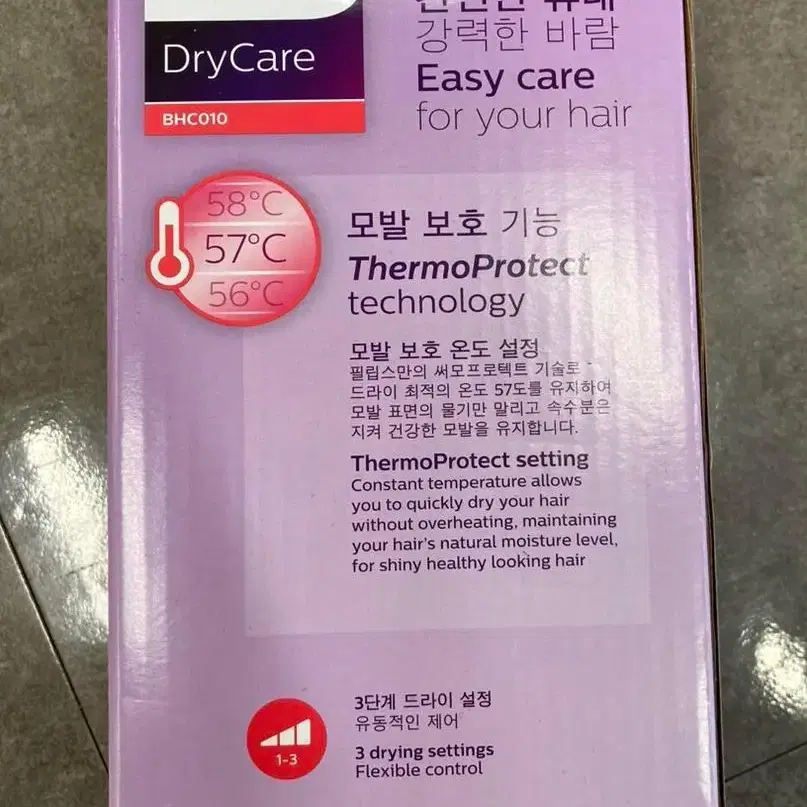 DryCare
BHC010
강력한 바람
Easy care
for your hair
58°C
57°C
56°C
모발 보호 기능
ThermoProtect
technology
모발 보호 온도 설정
필립스만의 써모프로텍트 기술로
드라이 최적의 온도 57도를 유지하여
모발 표면의 물기만 말리고 속수분은
지켜 건강한 모발을 유지합니다.
ThermoProtect setting
Constant temperature allows
you to quickly dry your hair
without overheating, maintaining
your hair's natural moisture level,
for shiny healthy looking hair
1-3
3단계 드라이 설정
유동적인 제어
3 drying settings
Flexible control